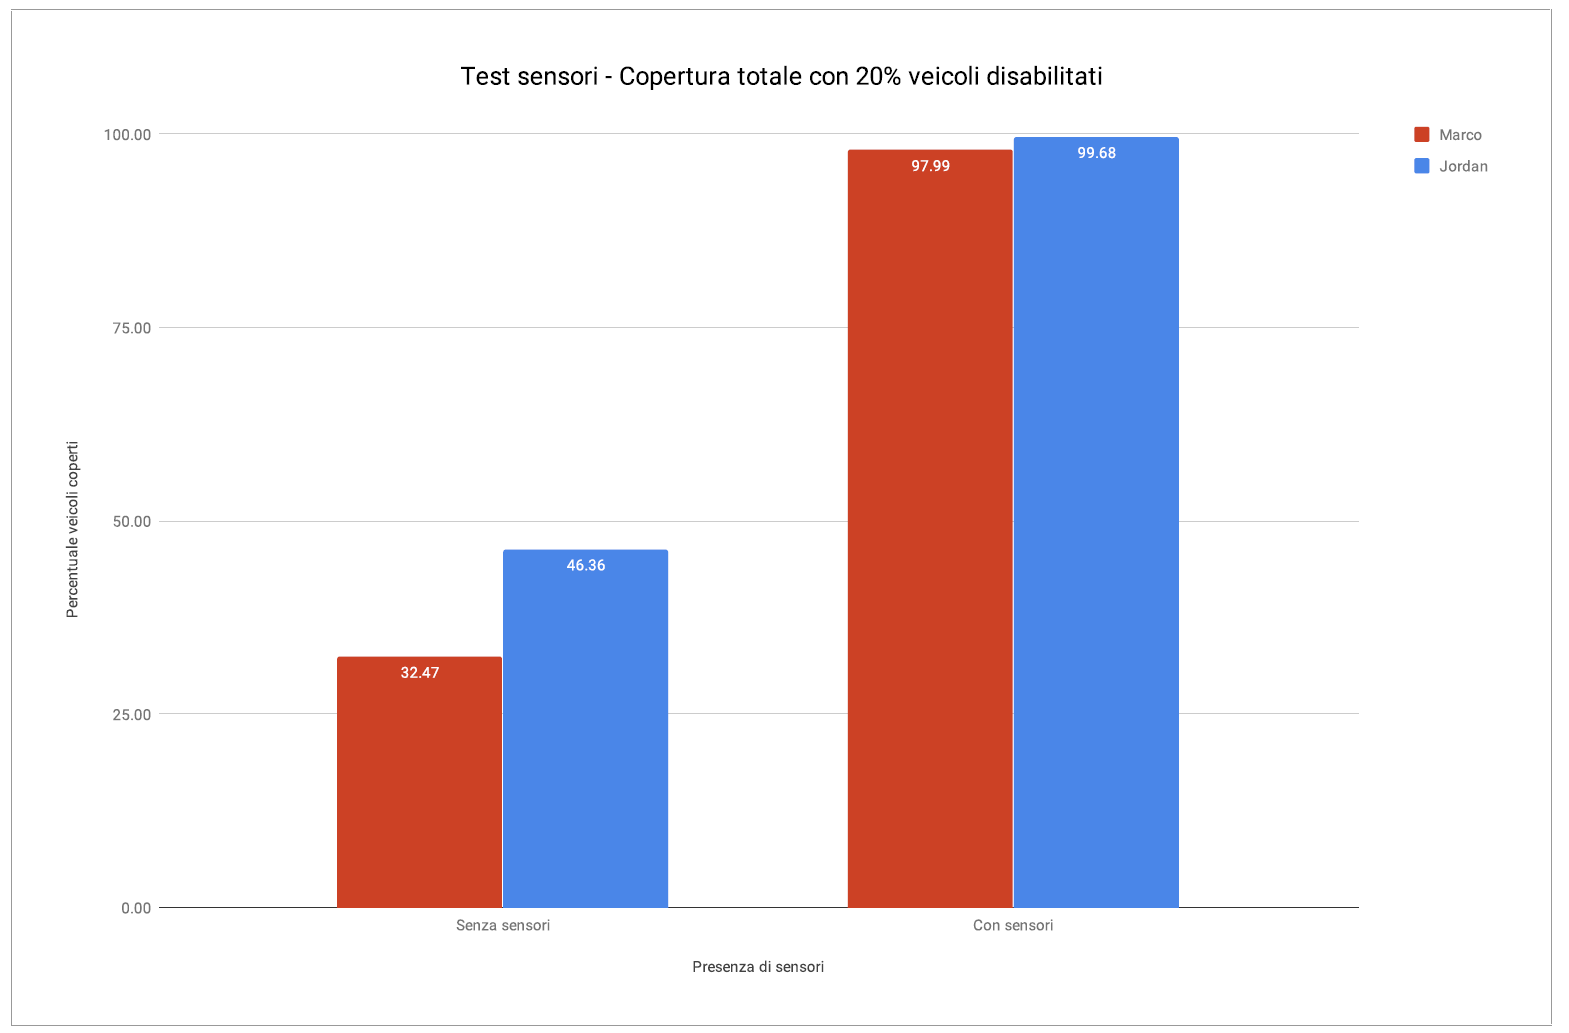 Test sensori - Copertura totale con 20% veicoli disabilitati
Marco
Jordan
Percentuale veicoli coperti
100.00
75.00
50.00
25.00
0.00
32.47
46.36
97.99
99.68
Senza sensori
Con sensori
Presenza di sensori